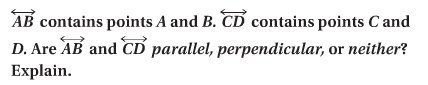 AB contains points A and B. CD contains points C and
D. Are AB and CD parallel, perpendicular, or neither?
Explain.